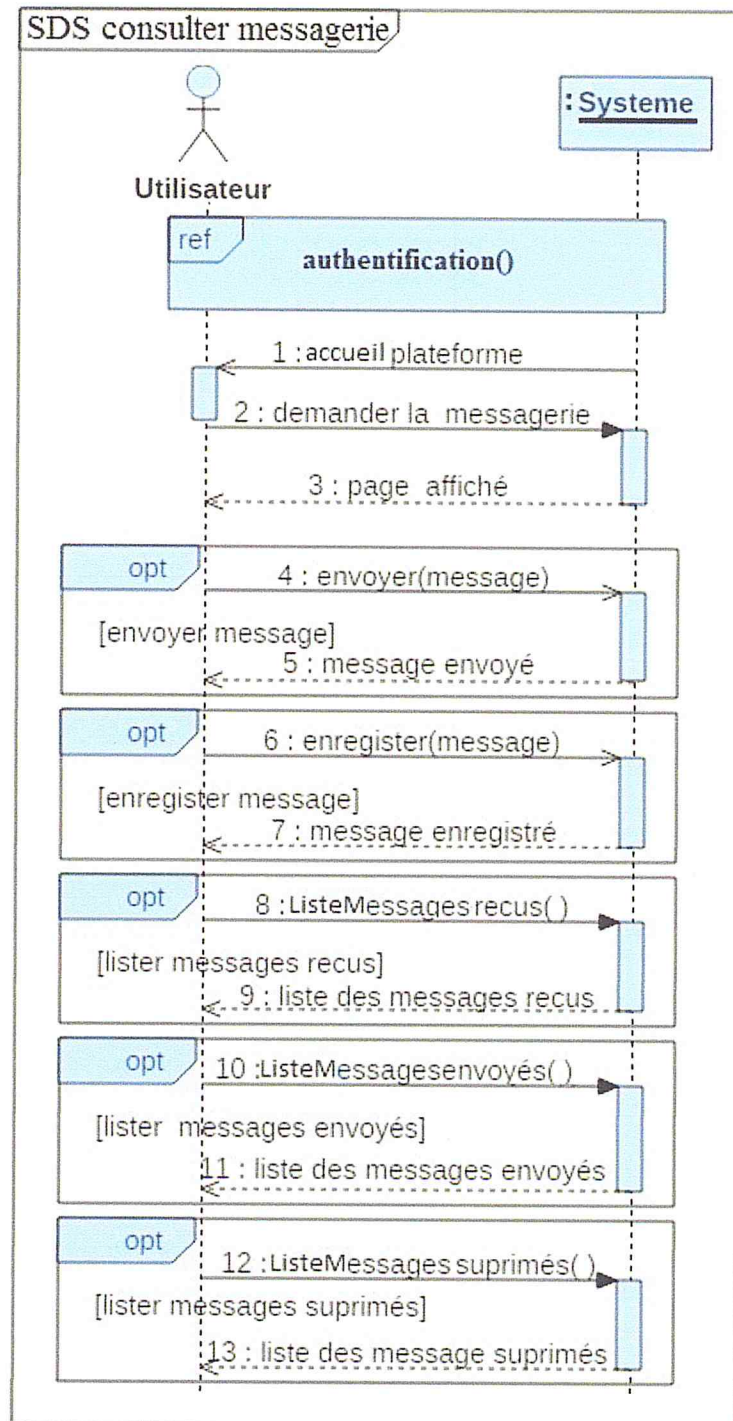 SDS consulter messagerie
: Systeme
Utilisateur
ref
authentification()
1 :accueil plateforme
2 : demander la messagerie
3 : page affiché
opt
4 : envoyer(message)
[envoyer message]
5 : message envoyé
opt
6 : enregister(message)
[enregister message]
7 : message enregistré
opt
8 :ListeMessages recus( )
[lister messages recus]
9 : liste des messages recus
opt
10 :ListeMessagesenvoyés( )
[lister messages envoyés]
11 : liste des messages envoyés
opt
12 :ListeMessages suprimés( )
[lister messages suprimés]
13 : liste des message suprimés